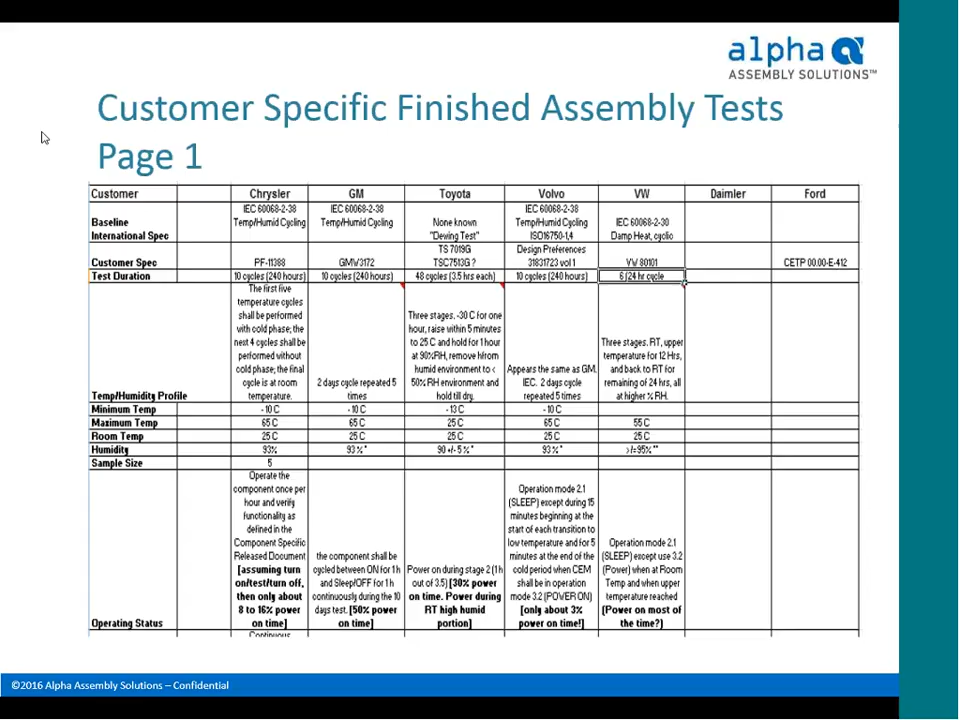 alpha
ASSEMBLY SOLUTIONS™
Customer Specific Finished Assembly Tests
Page 1
Customer Chrysler GM Toyota Volvo VW Daimler Ford
Baseline International Spec
IEC 60068-2-38
Temp/Humid Cycling
IEC 60068-2-38
Temp/Humid Cycling
None known
"Dewing Test"
IEC 60068-2-38
Temp/Humid Cycling
ISO16750-1,4
IEC 60068-2-30
Damp Heat, cyclic
Customer Spec
PF-11388
GMW3172
TS 7019G
TSC7513G ?
Design Preferences
31831723 vol 1
VW 80101
CETP 00.00-E-412
Test Duration 10 cycles (240 hours) 10 cycles (240 hours) 48 cycles (3.5 hrs each) 10 cycles (240 hours) 6 (24 hr cycle
Temp/Humidity Profile
The first five
temperature cycles
shall be performed
with cold phase; the
next 4 cycles shall be
performed without
cold phase; the final
cycle is at room
temperature.
2 days cycle repeated 5
times
Three stages. -30 C for one
hour, raise within 5 minutes
to 25 C and hold for 1 hour
at 90%RH, remove from
humid environment to <
50% RH environment and
hold till dry.
Appears the same as GM.
IEC. 2 days cycle
repeated 5 times
Three stages. RT, upper
temperature for 12 Hrs,
and back to RT for
remaining of 24 hrs, all
at higher % RH.
Minimum Temp -10 C -10 C -13 C -10 C
Maximum Temp 65 C 65 C 25 C 65 C 55 C
Room Temp 25 C 25 C 25 C 25 C 25 C
Humidity 93% 93 % * 90 +/- 5 % * 93 % * >/=95% **
Sample Size 5
Operating Status
Operate the
component once per
hour and verify
functionality as
defined in the
Component Specific
Released Document
[assuming turn
on/test/turn off,
then only about
8 to 16% power
on time]
the component shall be
cycled between ON for 1h
and Sleep/OFF for 1h
continuously during the 10
days test. [50% power
on time]
Power on during stage 2 (1h
out of 3.5) [30% power
on time. Power during
RT high humid
portion]
Operation mode 2.1
(SLEEP) except during 15
minutes beginning at the
start of each transition to
low temperature and for 5
minutes at the end of the
cold period when CEM
shall be in operation
mode 3.2 (POWER ON)
[only about 3%
power on time!]
Operation mode 2.1
(SLEEP) except use 3.2
(Power) when at Room
Temp and when upper
temperature reached
(Power on most of
the time?)
Continuous
©2016 Alpha Assembly Solutions – Confidential